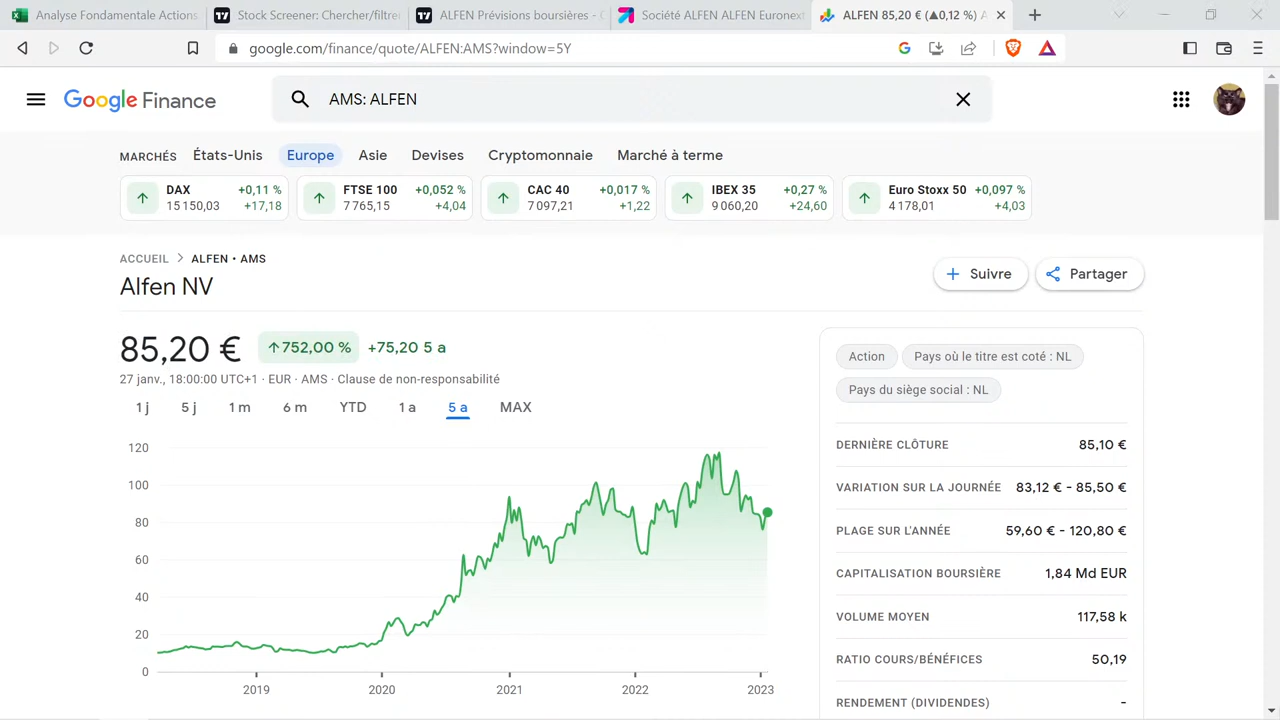 Analyse Fondamentale Actions
Stock Screener: Chercher/filtre
ALFEN Prévisions boursières –
Société ALFEN ALFEN Euronext
ALFEN 85,20 € (▲0,12 %)
google.com/finance/quote/ALFEN:AMS?window=5Y
Google Finance
AMS: ALFEN
MARCHÉS États-Unis Europe Asie Devises Cryptomonnaie Marché à terme
DAX +0,11 % FTSE 100 +0,052 % CAC 40 +0,017 % IBEX 35 +0,27 % Euro Stoxx 50 +0,097 %
15 150,03 +17,18 7 765,15 +4,04 7 097,21 +1,22 9 060,20 +24,60 4 178,01 +4,03
ACCUEIL > ALFEN • AMS
Alfen NV
+ Suivre
Partager
85,20 € ↑752,00 % +75,20 5 a
27 janv., 18:00:00 UTC+1 · EUR · AMS · Clause de non-responsabilité
1 j 5 j 1 m 6 m YTD 1 a 5 a MAX
120
100
80
60
40
20
0
2019 2020 2021 2022 2023
Action Pays où le titre est coté : NL
Pays du siège social : NL
DERNIÈRE CLÔTURE 85,10 €
VARIATION SUR LA JOURNÉE 83,12 € - 85,50 €
PLAGE SUR L'ANNÉE 59,60 € - 120,80 €
CAPITALISATION BOURSIÈRE 1,84 Md EUR
VOLUME MOYEN 117,58 k
RATIO COURS/BÉNÉFICES 50,19
RENDEMENT (DIVIDENDES) -